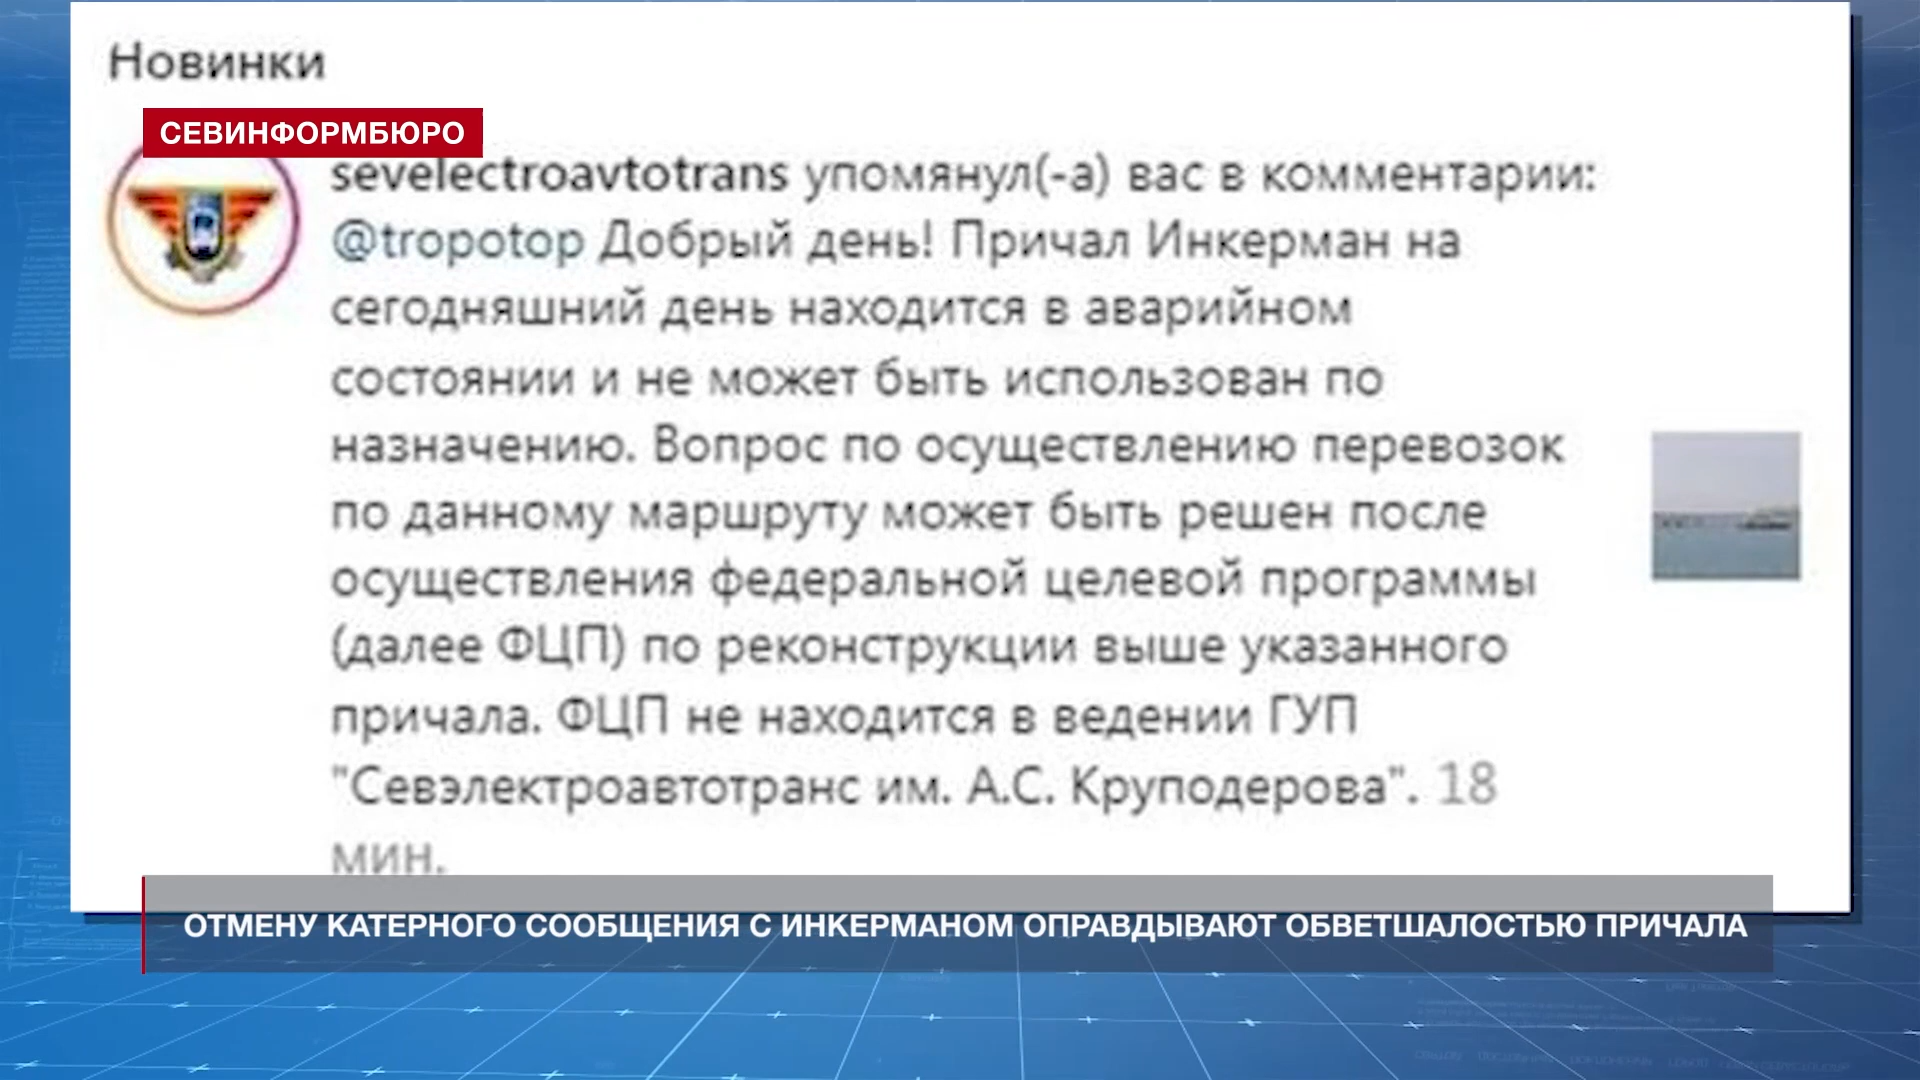 Новинки
СЕВИНФОРМБЮРО
sevelectroavtotrans упомянул(-а) вас в комментарии:
@tropotop Добрый день! Причал Инкерман на
сегодняшний день находится в аварийном
состоянии и не может быть использован по
назначению. Вопрос по осуществлению перевозок
по данному маршруту может быть решен после
осуществления федеральной целевой программы
(далее ФЦП) по реконструкции выше указанного
причала. ФЦП не находится в ведении ГУП
"Севэлектроавтотранс им. А.С. Круподерова". 18
мин.
ОТМЕНУ КАТЕРНОГО СООБЩЕНИЯ С ИНКЕРМАНОМ ОПРАВДЫВАЮТ ОБВЕТШАЛОСТЬЮ ПРИЧАЛА